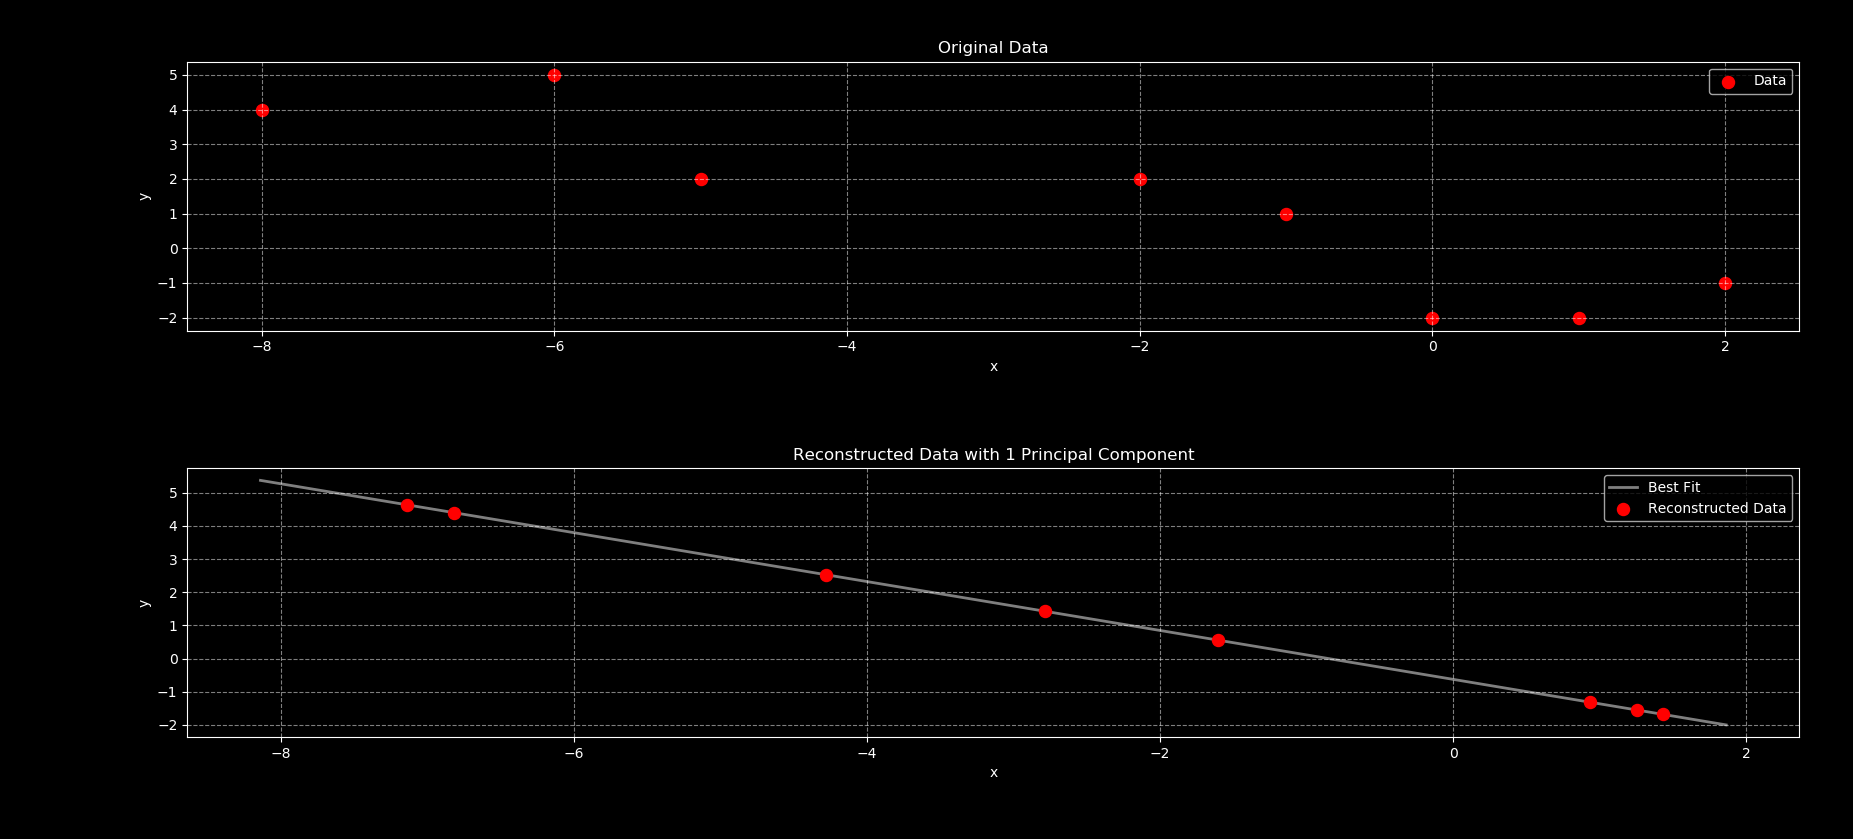 Original Data
5
4
3
2
1
0
−1
−2
y
Data
−8 −6 −4 −2 0 2
x
Reconstructed Data with 1 Principal Component
5
4
3
2
1
0
−1
−2
y
Best Fit
Reconstructed Data
−8 −6 −4 −2 0 2
x